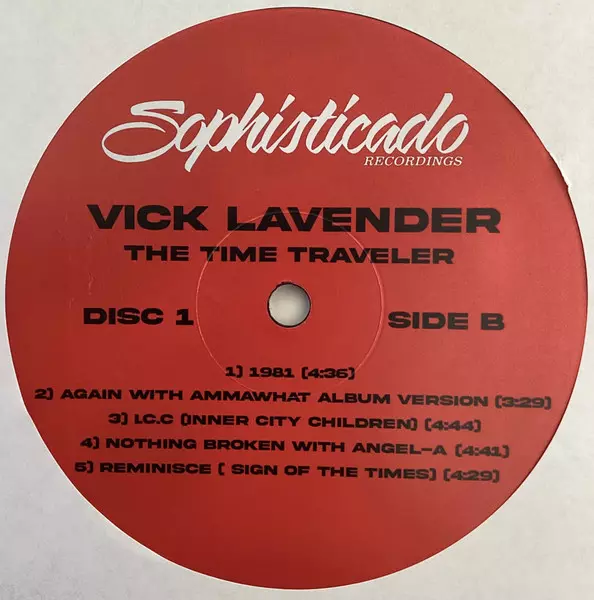 Sophisticado
RECORDINGS
VICK LAVENDER
THE TIME TRAVELER
DISC 1
SIDE B
1) 1981 (4:36)
2) AGAIN WITH AMMAWHAT ALBUM VERSION (3:29)
3) I.C.C (INNER CITY CHILDREN) (4:44)
4) NOTHING BROKEN WITH ANGEL-A (4:41)
5) REMINISCE ( SIGN OF THE TIMES) (4:29)